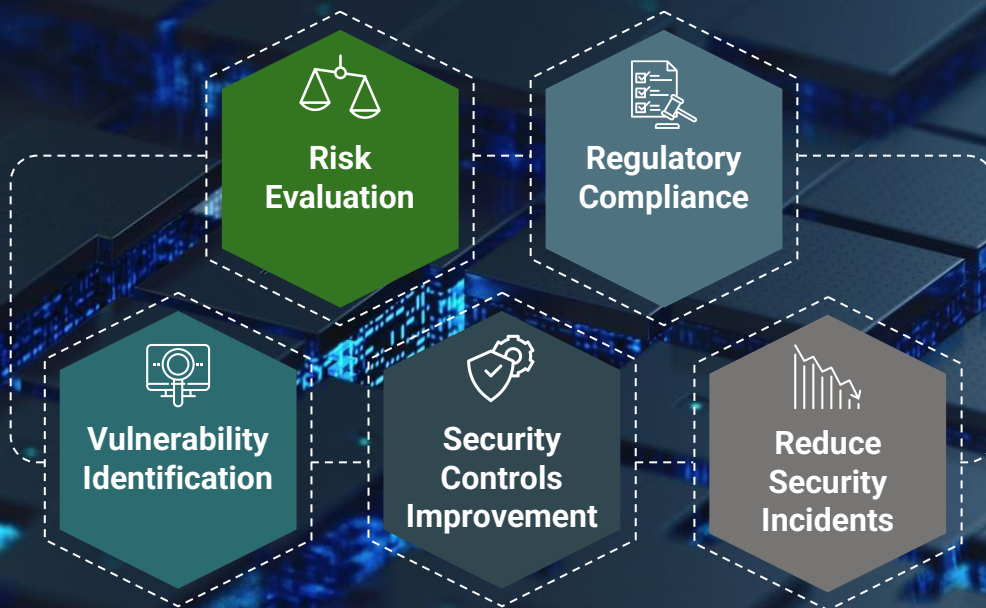 Risk
Evaluation
Regulatory
Compliance
Vulnerability
Identification
Security
Controls
Improvement
Reduce
Security
Incidents